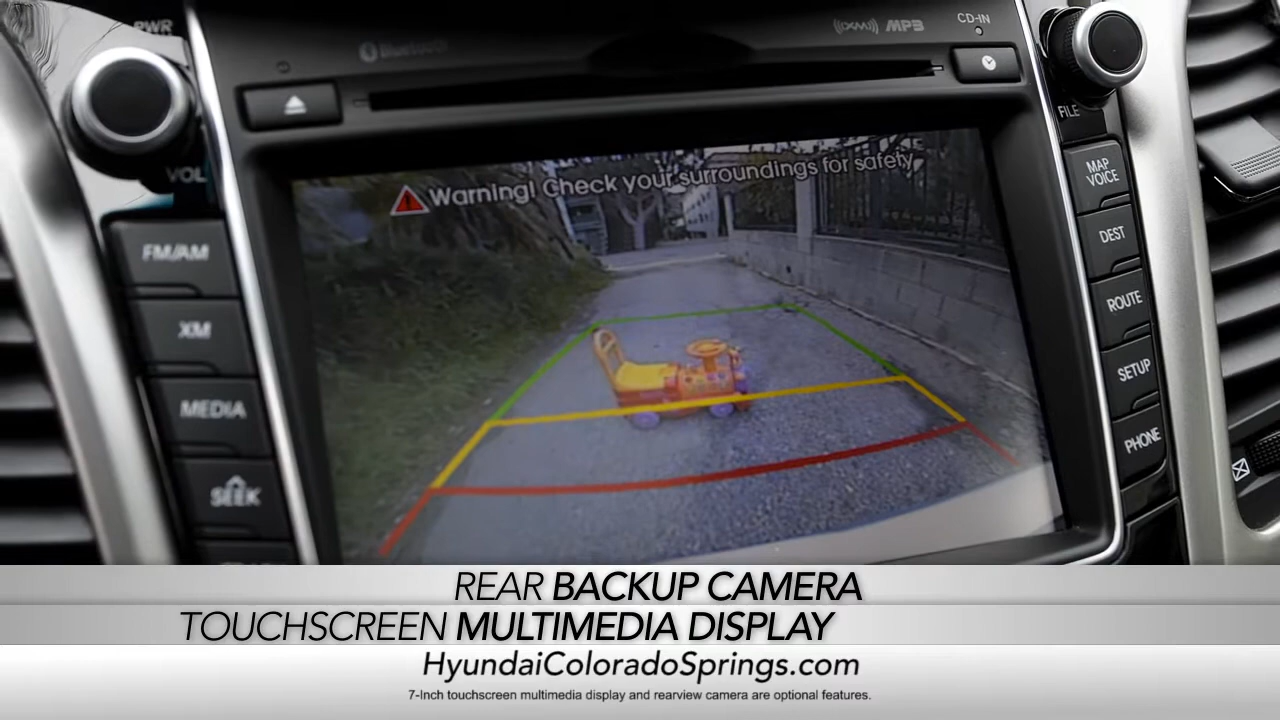 PWR
Bluetooth
(XM) MP3
CD-IN
VOL
FILE
Warning! Check your surroundings for safety
FM/AM
XM
MEDIA
SEEK
MAP
VOICE
DEST
ROUTE
SETUP
PHONE
REAR BACKUP CAMERA
TOUCHSCREEN MULTIMEDIA DISPLAY
HyundaiColoradoSprings.com
7-Inch touchscreen multimedia display and rearview camera are optional features.